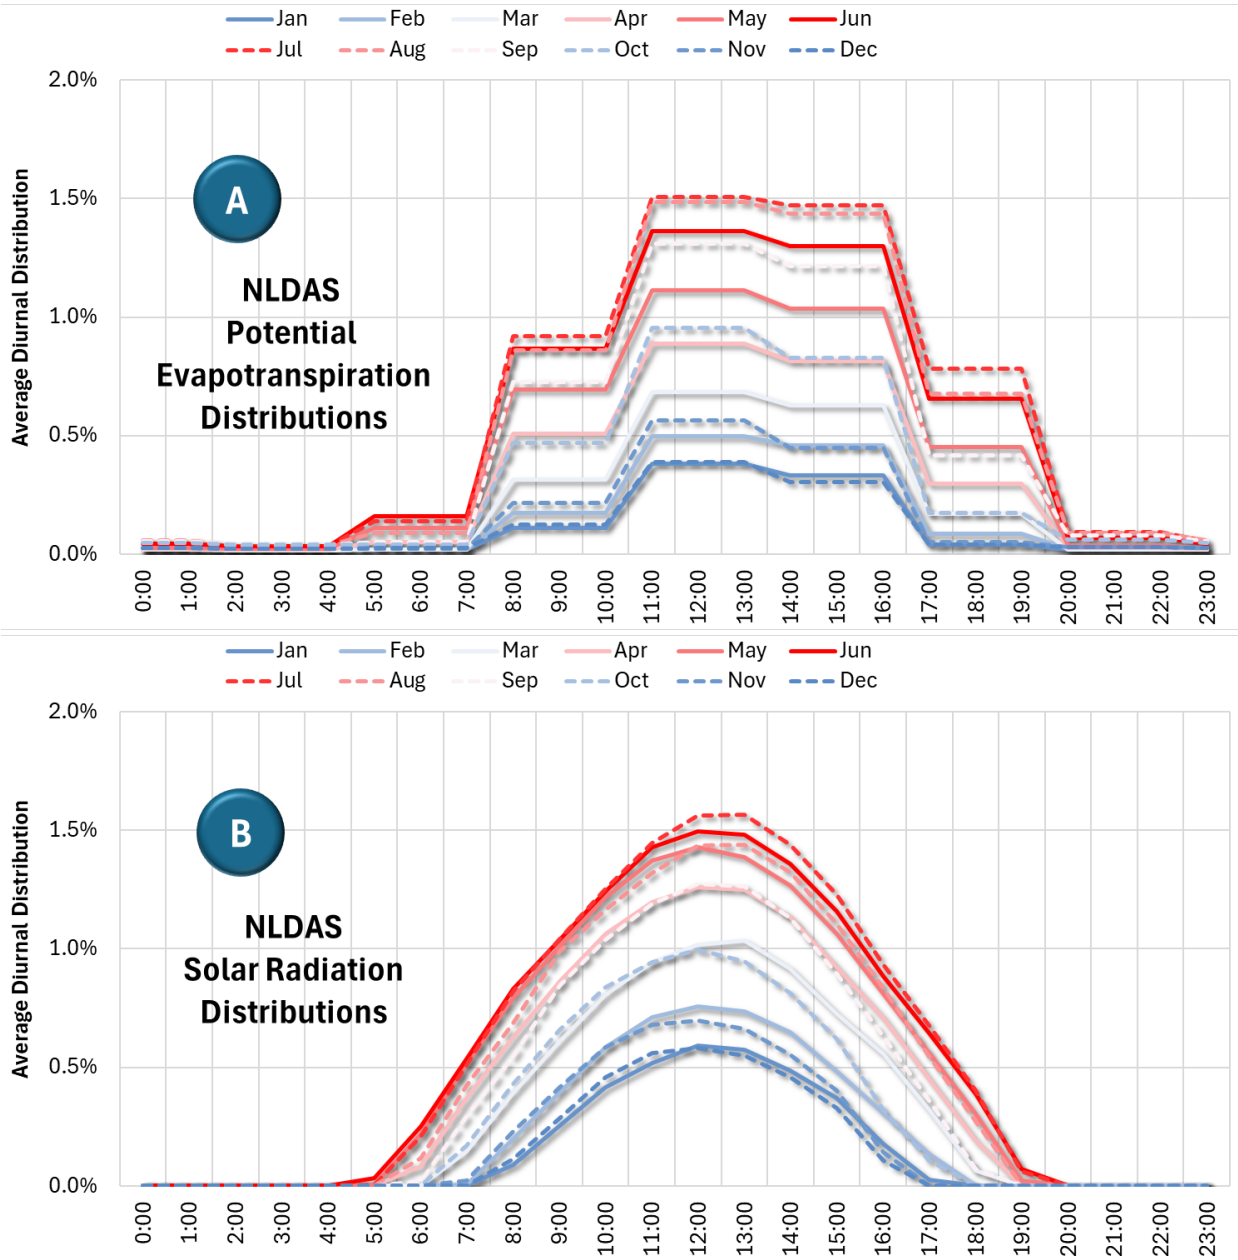 Jan Feb Mar Apr May Jun
Jul Aug Sep Oct Nov Dec
2.0%
1.5%
1.0%
0.5%
0.0%
Average Diurnal Distribution
A
NLDAS
Potential
Evapotranspiration
Distributions
0:00 1:00 2:00 3:00 4:00 5:00 6:00 7:00 8:00 9:00 10:00 11:00 12:00 13:00 14:00 15:00 16:00 17:00 18:00 19:00 20:00 21:00 22:00 23:00
Jan Feb Mar Apr May Jun
Jul Aug Sep Oct Nov Dec
2.0%
1.5%
1.0%
0.5%
0.0%
Average Diurnal Distribution
B
NLDAS
Solar Radiation
Distributions
0:00 1:00 2:00 3:00 4:00 5:00 6:00 7:00 8:00 9:00 10:00 11:00 12:00 13:00 14:00 15:00 16:00 17:00 18:00 19:00 20:00 21:00 22:00 23:00